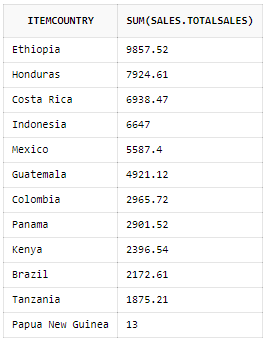 ITEMCOUNTRY SUM(SALES.TOTALSALES)
Ethiopia 9857.52
Honduras 7924.61
Costa Rica 6938.47
Indonesia 6647
Mexico 5587.4
Guatemala 4921.12
Colombia 2965.72
Panama 2901.52
Kenya 2396.54
Brazil 2172.61
Tanzania 1875.21
Papua New Guinea 13